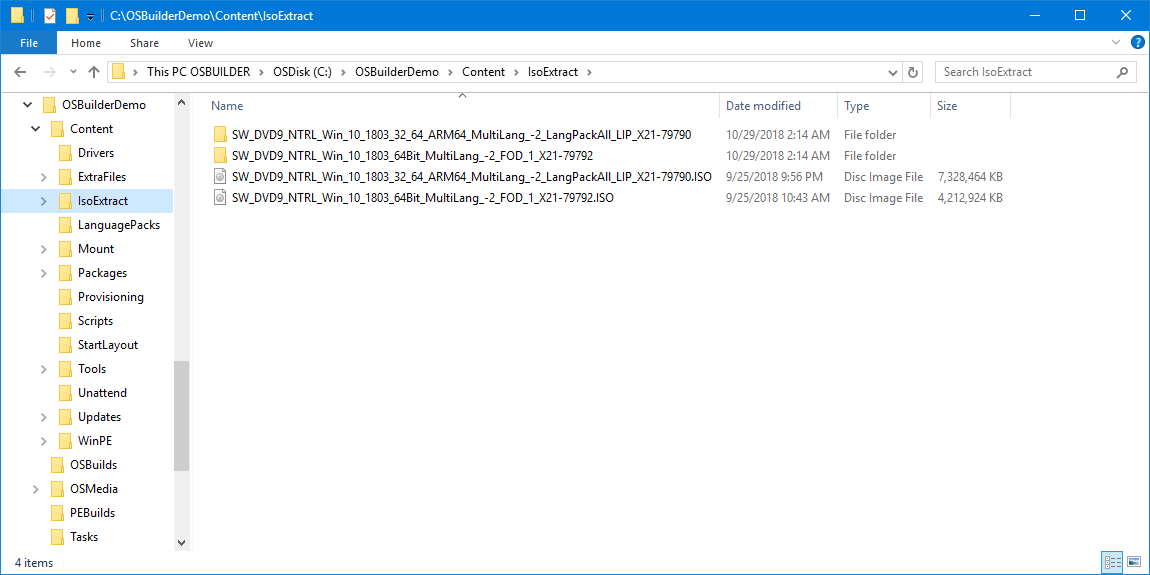 C:\OSBuilderDemo\Content\IsoExtract
File Home Share View
This PC OSBUILDER OSDisk (C:) OSBuilderDemo Content IsoExtract
Search IsoExtract
OSBuilderDemo
Content
Drivers
ExtraFiles
IsoExtract
LanguagePacks
Mount
Packages
Provisioning
Scripts
StartLayout
Tools
Unattend
Updates
WinPE
OSBuilds
OSMedia
PEBuilds
Tasks
Name Date modified Type Size
SW_DVD9_NTRL_Win_10_1803_32_64_ARM64_MultiLang_-2_LangPackAll_LIP_X21-79790 10/29/2018 2:14 AM File folder
SW_DVD9_NTRL_Win_10_1803_64Bit_MultiLang_-2_FOD_1_X21-79792 10/29/2018 2:14 AM File folder
SW_DVD9_NTRL_Win_10_1803_32_64_ARM64_MultiLang_-2_LangPackAll_LIP_X21-79790.ISO 9/25/2018 9:56 PM Disc Image File 7,328,464 KB
SW_DVD9_NTRL_Win_10_1803_64Bit_MultiLang_-2_FOD_1_X21-79792.ISO 9/25/2018 10:43 AM Disc Image File 4,212,924 KB
4 items